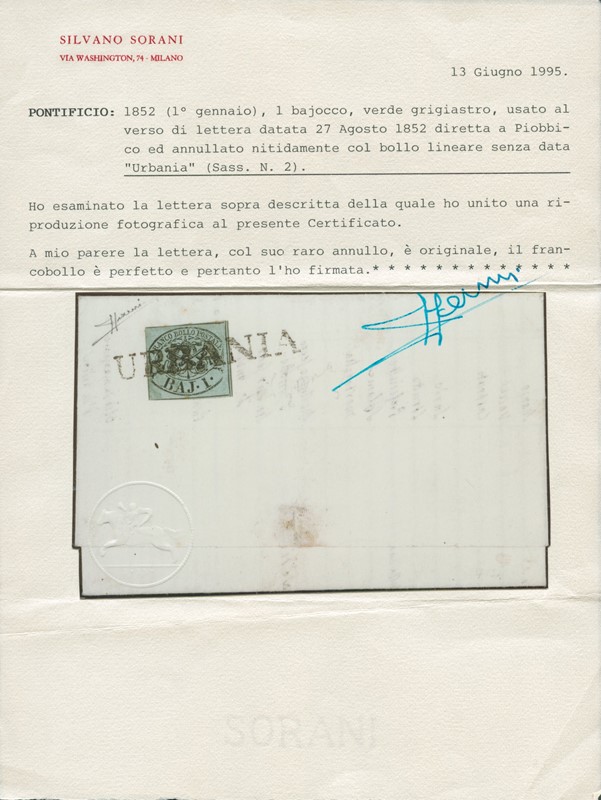 SILVANO SORANI
VIA WASHINGTON, 74 - MILANO
13 Giugno 1995.
PONTIFICIO: 1852 (1° gennaio), 1 bajocco, verde grigiastro, usato al
verso di lettera datata 27 Agosto 1852 diretta a Piobbi-
co ed annullato nitidamente col bollo lineare senza data
"Urbania" (Sass. N. 2).
Ho esaminato la lettera sopra descritta della quale ho unito una ri-
produzione fotografica al presente Certificato.
A mio parere la lettera, col suo raro annullo, è originale, il fran-
cobollo è perfetto e pertanto l'ho firmata.* * * * * * * * * * * * * *
FRANCO BOLLO POSTALE
URBANIA
BAJ. 1.
SORANI